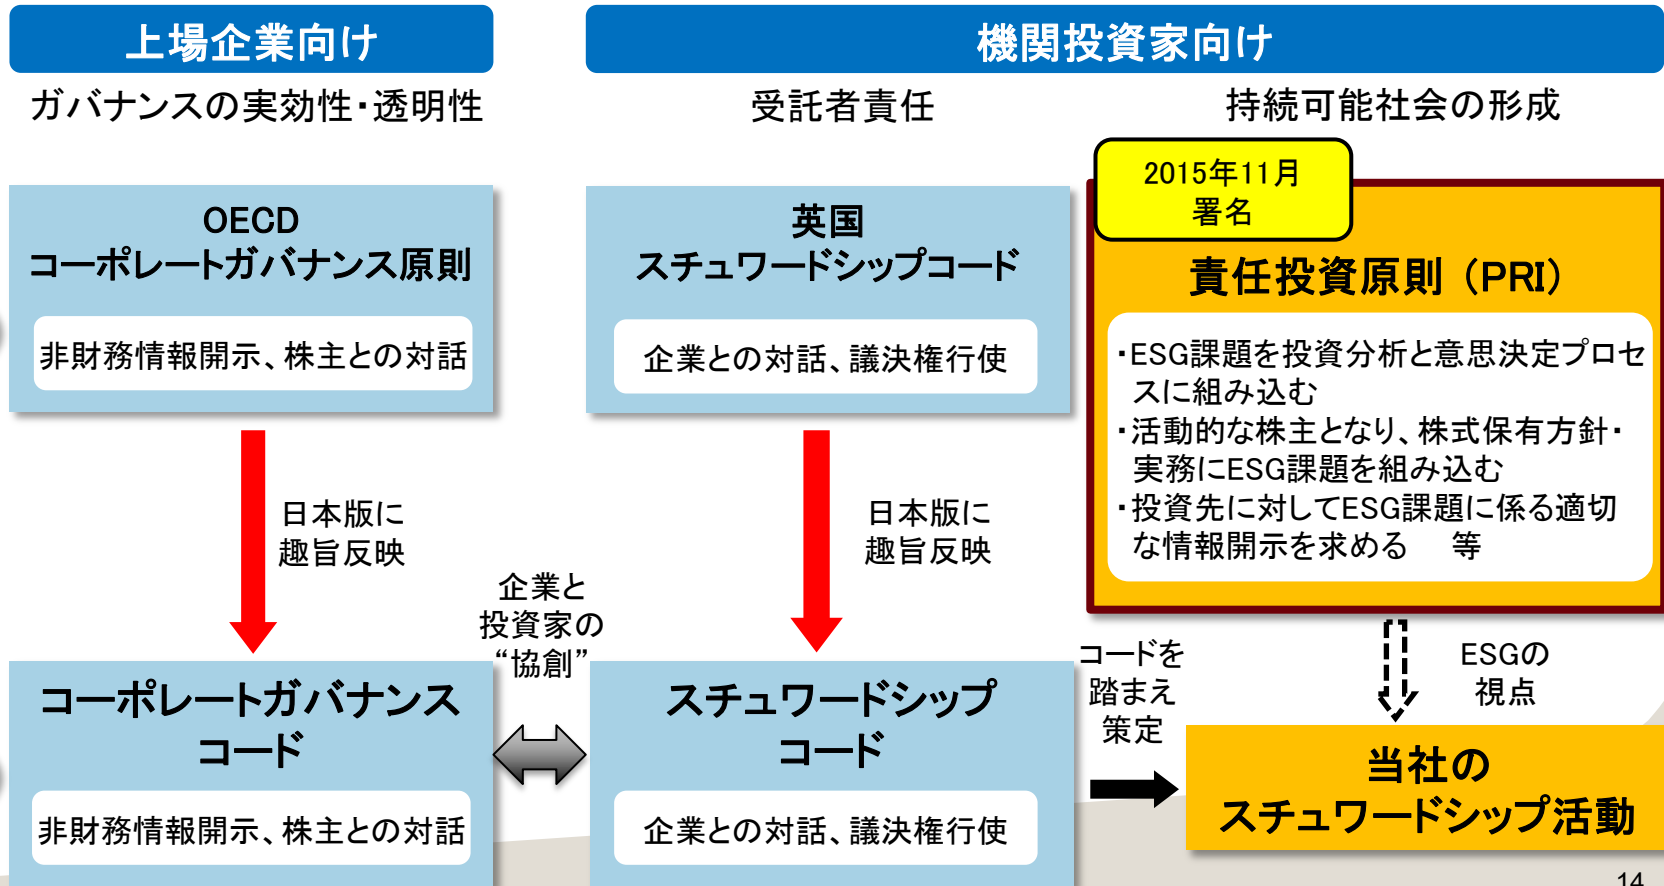 上場企業向け
機関投資家向け
ガバナンスの実効性・透明性
受託者責任
持続可能社会の形成
OECD
コーポレートガバナンス原則
非財務情報開示、株主との対話
英国
スチュワードシップコード
企業との対話、議決権行使
2015年11月
署名
責任投資原則（PRI）
・ESG課題を投資分析と意思決定プロセ
スに組み込む
・活動的な株主となり、株式保有方針・
実務にESG課題を組み込む
・投資先に対してESG課題に係る適切
な情報開示を求める　等
日本版に
趣旨反映
日本版に
趣旨反映
企業と
投資家の
“協創”
コードを
踏まえ
策定
ESGの
視点
コーポレートガバナンス
コード
非財務情報開示、株主との対話
スチュワードシップ
コード
企業との対話、議決権行使
当社の
スチュワードシップ活動
14